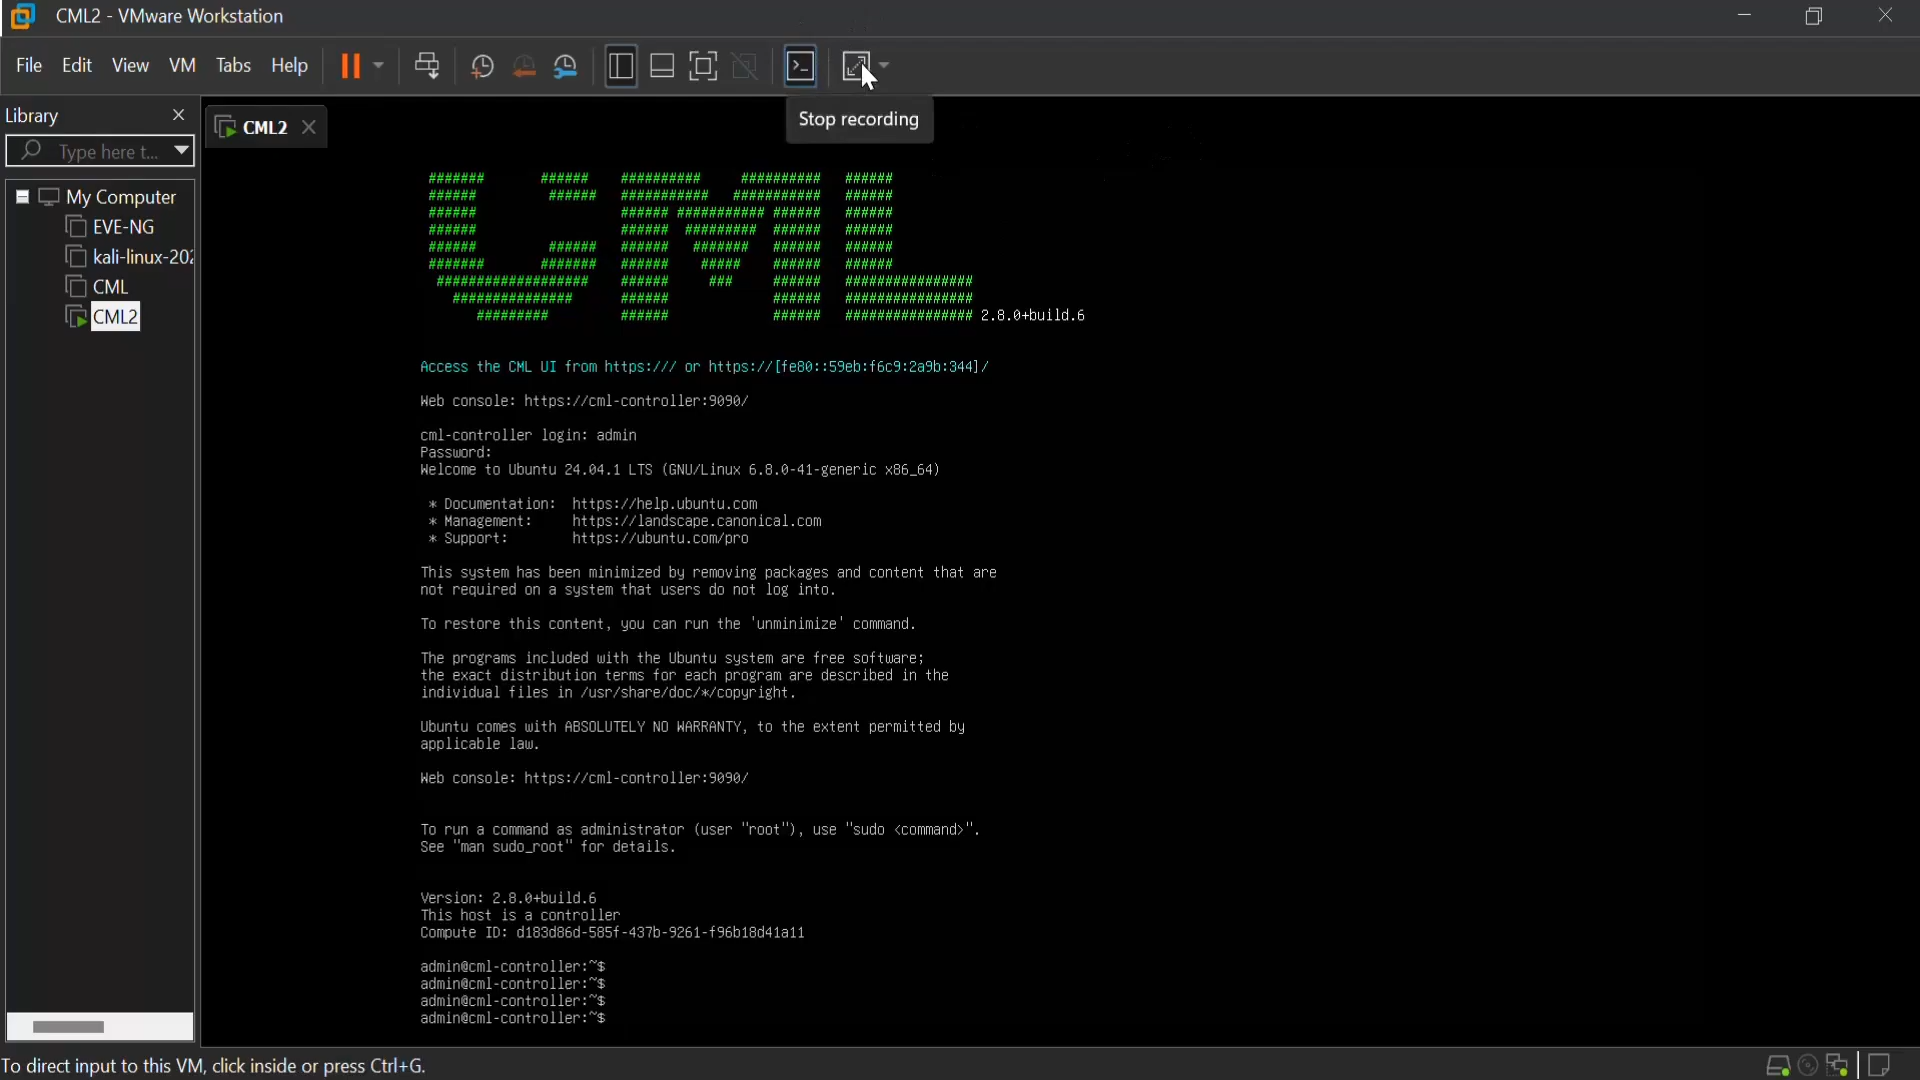 CML2 - VMware Workstation
File Edit View VM Tabs Help
Stop recording
Library
Type here t...
My Computer
EVE-NG
kali-linux-202
CML
CML2
CML2
CML
2.8.0+build.6
Access the CML UI from https:/// or https://[fe80::59eb:f6c9:2a9b:344]/
Web console: https://cml-controller:9090/
cml-controller login: admin
Password:
Welcome to Ubuntu 24.04.1 LTS (GNU/Linux 6.8.0-41-generic x86_64)
* Documentation: https://help.ubuntu.com
* Management: https://landscape.canonical.com
* Support: https://ubuntu.com/pro
This system has been minimized by removing packages and content that are
not required on a system that users do not log into.
To restore this content, you can run the 'unminimize' command.
The programs included with the Ubuntu system are free software;
the exact distribution terms for each program are described in the
individual files in /usr/share/doc/*/copyright.
Ubuntu comes with ABSOLUTELY NO WARRANTY, to the extent permitted by
applicable law.
Web console: https://cml-controller:9090/
To run a command as administrator (user "root"), use "sudo <command>".
See "man sudo_root" for details.
Version: 2.8.0+build.6
This host is a controller
Compute ID: d183d86d-585f-437b-9261-f96b18d41a11
admin@cml-controller:~$
admin@cml-controller:~$
admin@cml-controller:~$
admin@cml-controller:~$
To direct input to this VM, click inside or press Ctrl+G.